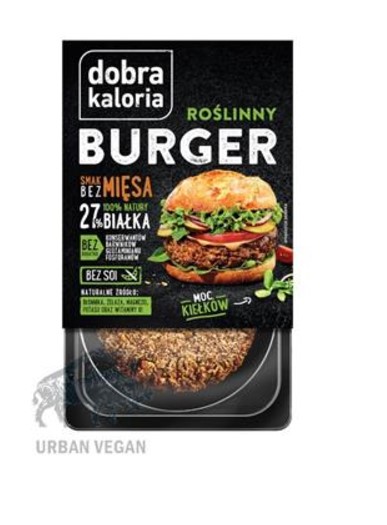 dobra
kaloria
ROŚLINNY
BURGER
SMAK
BEZ MIĘSA
100% NATURY
27% BIAŁKA
BEZ
DODATKU
KONSERWANTÓW
BARWNIKÓW
GLUTAMINIANU
FOSFORANÓW
BEZ SOI
MOC
KIEŁKÓW
NATURALNE ŹRÓDŁO:
BŁONNIKA, ŻELAZA, MAGNEZU,
POTASU ORAZ WITAMINY B1
URBAN VEGAN